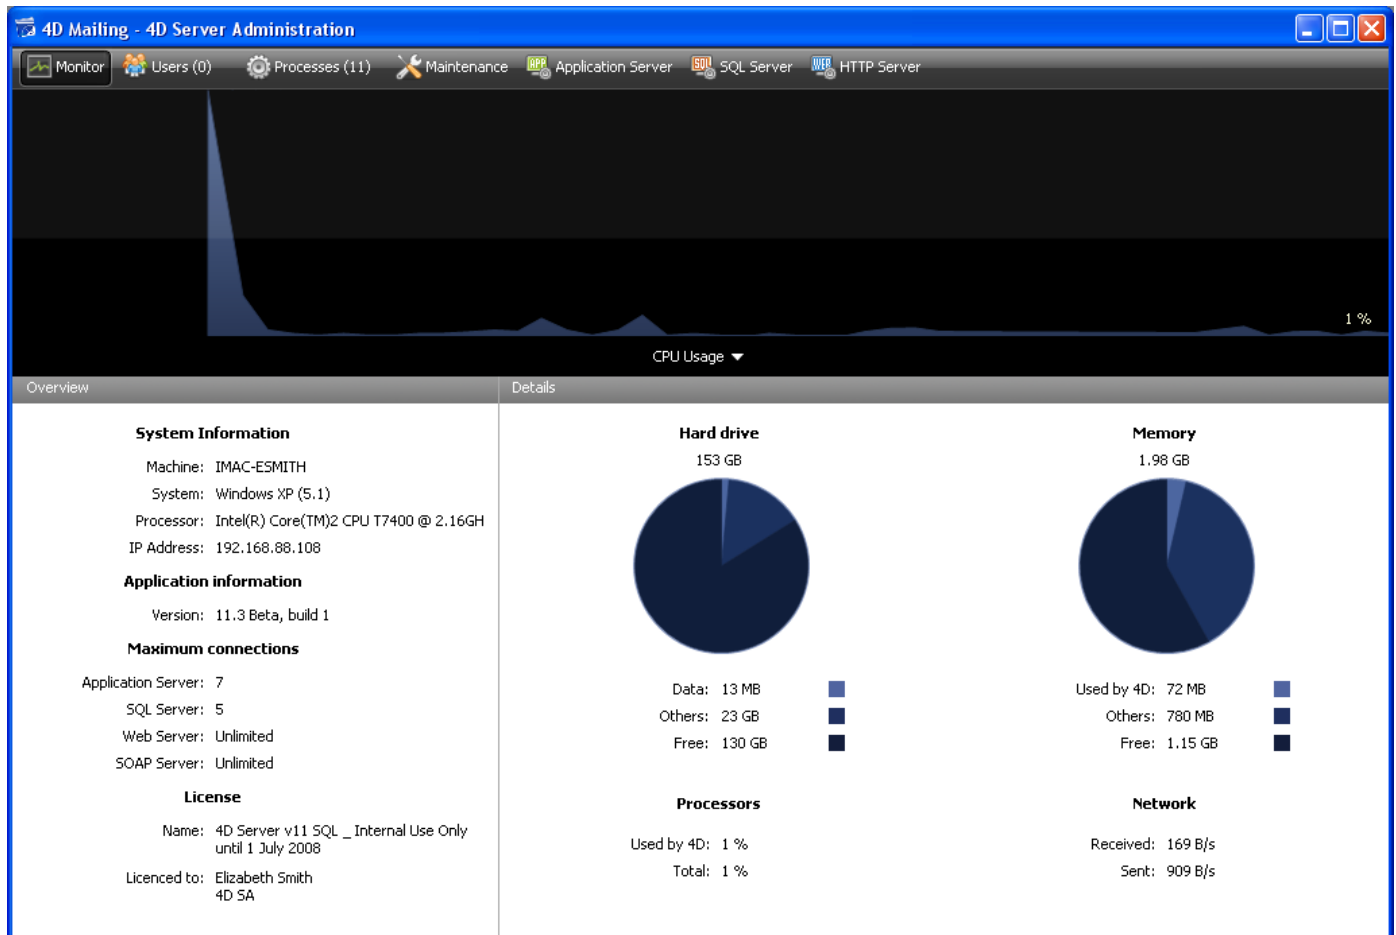 4D Mailing - 4D Server Administration
Monitor Users (0) Processes (11) Maintenance APP Application Server SQL SQL Server WEB HTTP Server
1 %
CPU Usage
Overview
Details
System Information
Machine: IMAC-ESMITH
System: Windows XP (5.1)
Processor: Intel(R) Core(TM)2 CPU T7400 @ 2.16GH
IP Address: 192.168.88.108
Application information
Version: 11.3 Beta, build 1
Maximum connections
Application Server: 7
SQL Server: 5
Web Server: Unlimited
SOAP Server: Unlimited
License
Name: 4D Server v11 SQL _ Internal Use Only
until 1 July 2008
Licenced to: Elizabeth Smith
4D SA
Hard drive
153 GB
Data: 13 MB
Others: 23 GB
Free: 130 GB
Memory
1.98 GB
Used by 4D: 72 MB
Others: 780 MB
Free: 1.15 GB
Processors
Used by 4D: 1 %
Total: 1 %
Network
Received: 169 B/s
Sent: 909 B/s